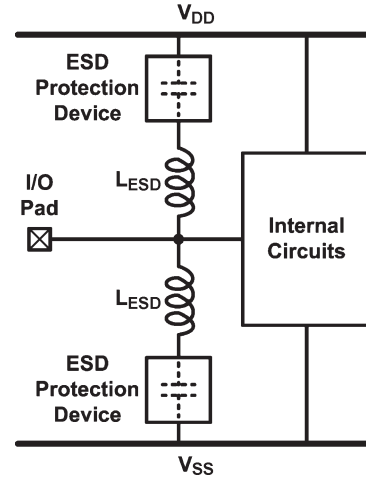 VDD
ESD
Protection
Device
LESD
I/O
Pad
Internal
Circuits
LESD
ESD
Protection
Device
VSS